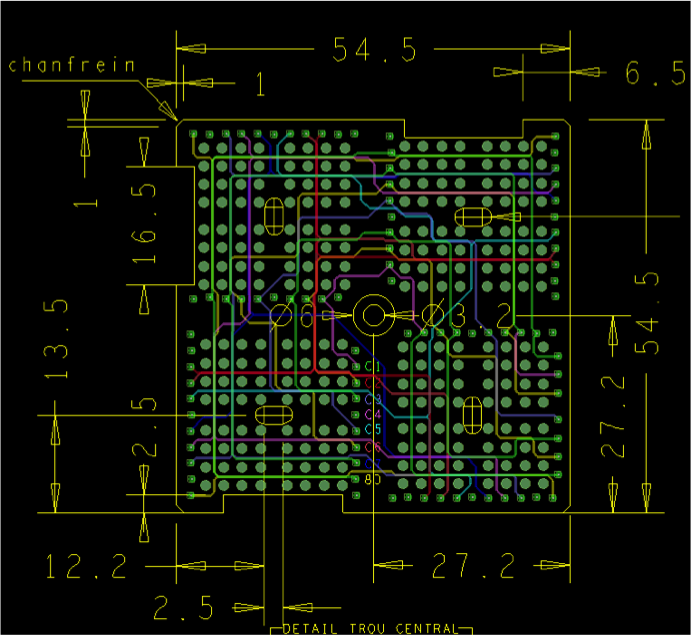 54.5
chanfrein
1
6.5
1
16.5
Ø6
Ø3.2
54.5
13.5
C1
C2
C3
C4
C5
C6
80
27.2
2.5
12.2
27.2
2.5
DETAIL TROU CENTRAL